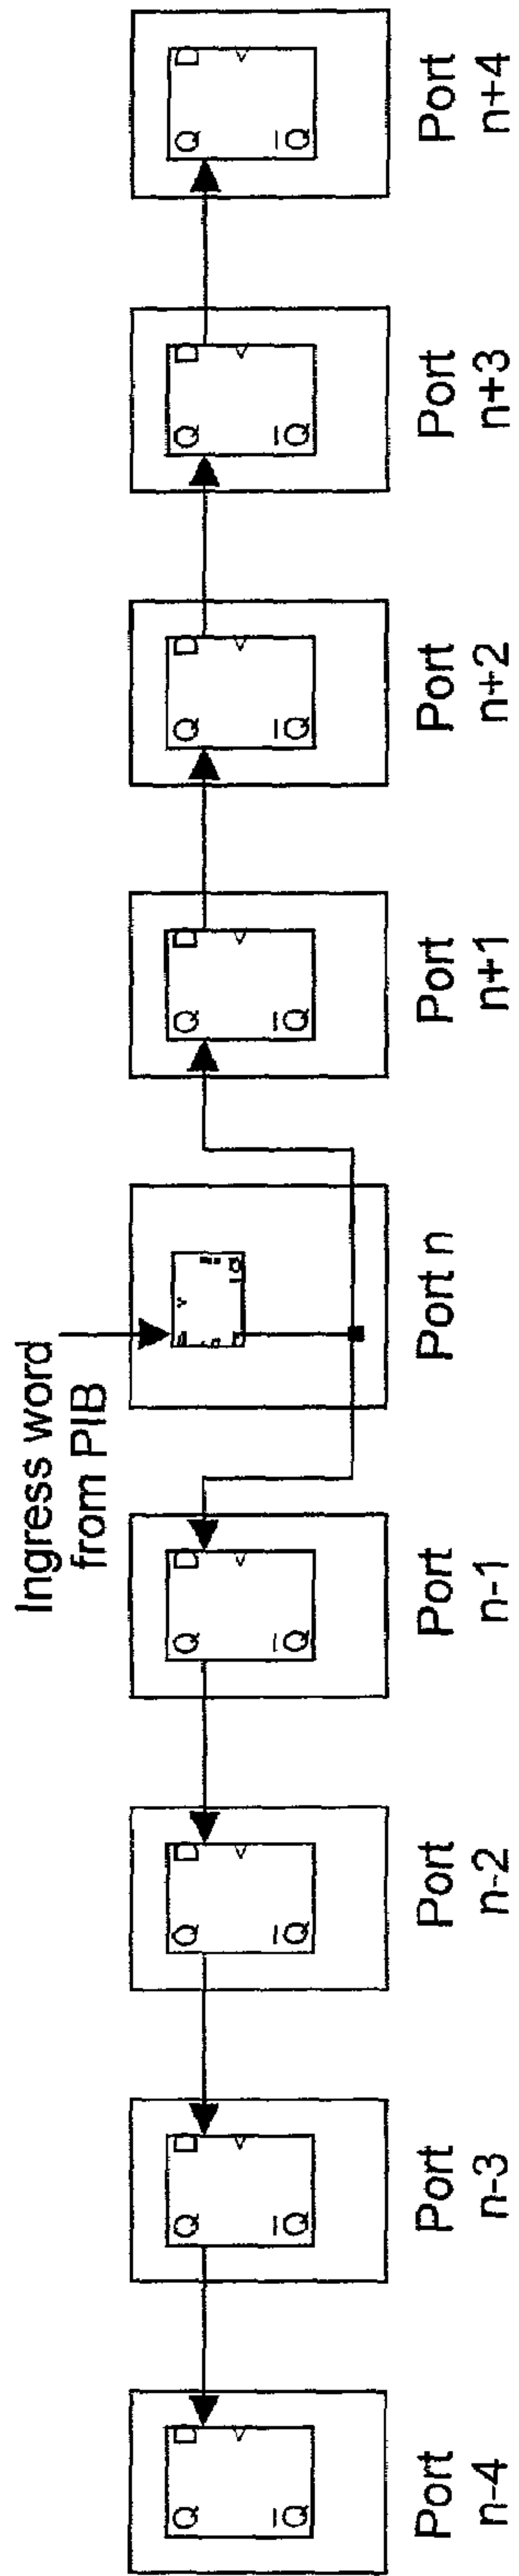 Ingress word
from PIB
Q D
Q̅
Port
n-4
Q D
Q̅
Port
n-3
Q D
Q̅
Port
n-2
Q D
Q̅
Port
n-1
Port n
Q D
Q̅
Port
n+1
Q D
Q̅
Port
n+2
Q D
Q̅
Port
n+3
Q D
Q̅
Port
n+4